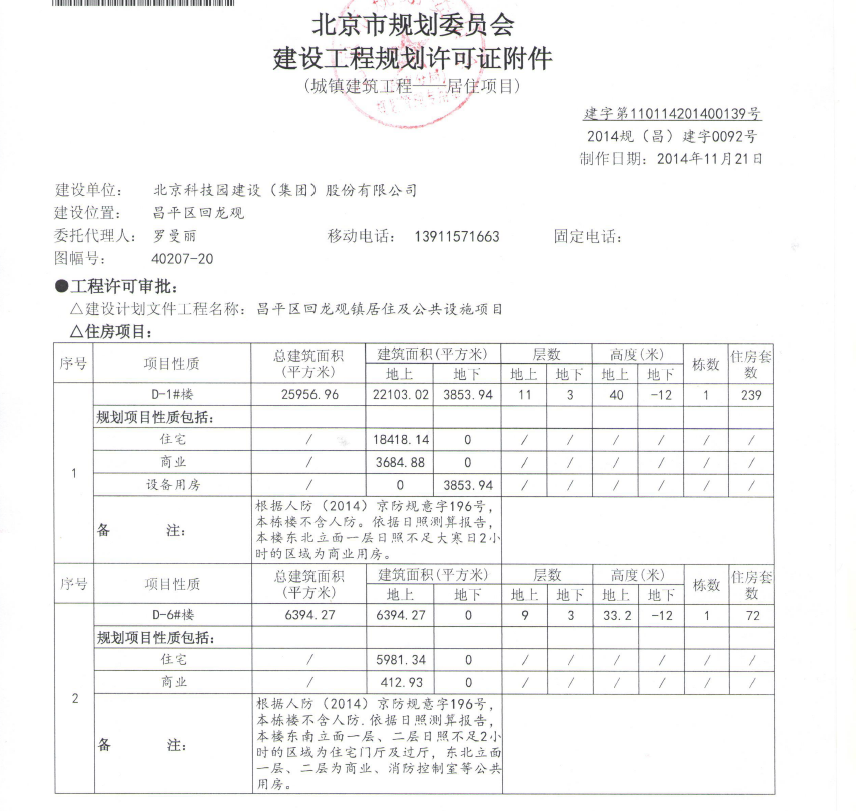 北京市规划委员会
建设工程规划许可证附件
(城镇建筑工程——居住项目)
建字第110114201400139号
2014规（昌）建字0092号
制作日期：2014年11月21日
建设单位： 北京科技园建设（集团）股份有限公司
建设位置： 昌平区回龙观
委托代理人： 罗曼丽 移动电话： 13911571663 固定电话：
图幅号： 40207-20
●工程许可审批：
△建设计划文件工程名称：昌平区回龙观镇居住及公共设施项目
△住房项目：
序号 项目性质 总建筑面积(平方米) 建筑面积(平方米) 层数 高度(米) 栋数 住房套数
地上 地下 地上 地下 地上 地下
1 D-1#楼 25956.96 22103.02 3853.94 11 3 40 -12 1 239
规划项目性质包括：
住宅 / 18418.14 0 / / / / / /
商业 / 3684.88 0 / / / / / /
设备用房 / 0 3853.94 / / / / / /
备 注：
根据人防（2014）京防规意字196号，
本栋楼不含人防。依据日照测算报告，
本楼东北立面一层日照不足大寒日2小
时的区域为商业用房。
序号 项目性质 总建筑面积(平方米) 建筑面积(平方米) 层数 高度(米) 栋数 住房套数
地上 地下 地上 地下 地上 地下
2 D-6#楼 6394.27 6394.27 0 9 3 33.2 -12 1 72
规划项目性质包括：
住宅 / 5981.34 0 / / / / / /
商业 / 412.93 0 / / / / / /
备 注：
根据人防（2014）京防规意字196号，
本栋楼不含人防.依据日照测算报告，
本楼东南立面一层、二层日照不足2小
时的区域为住宅门厅及过厅，东北立面
一层、二层为商业、消防控制室等公共
用房。